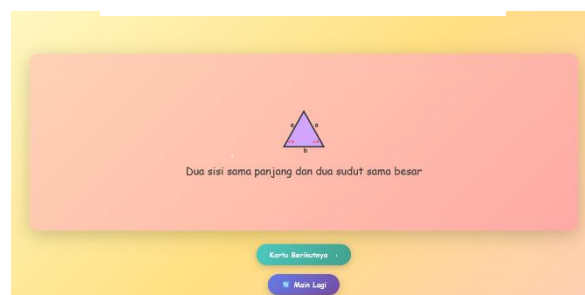 a a
b
Dua sisi sama panjang dan dua sudut sama besar
Kartu Berikutnya
Main Lagi